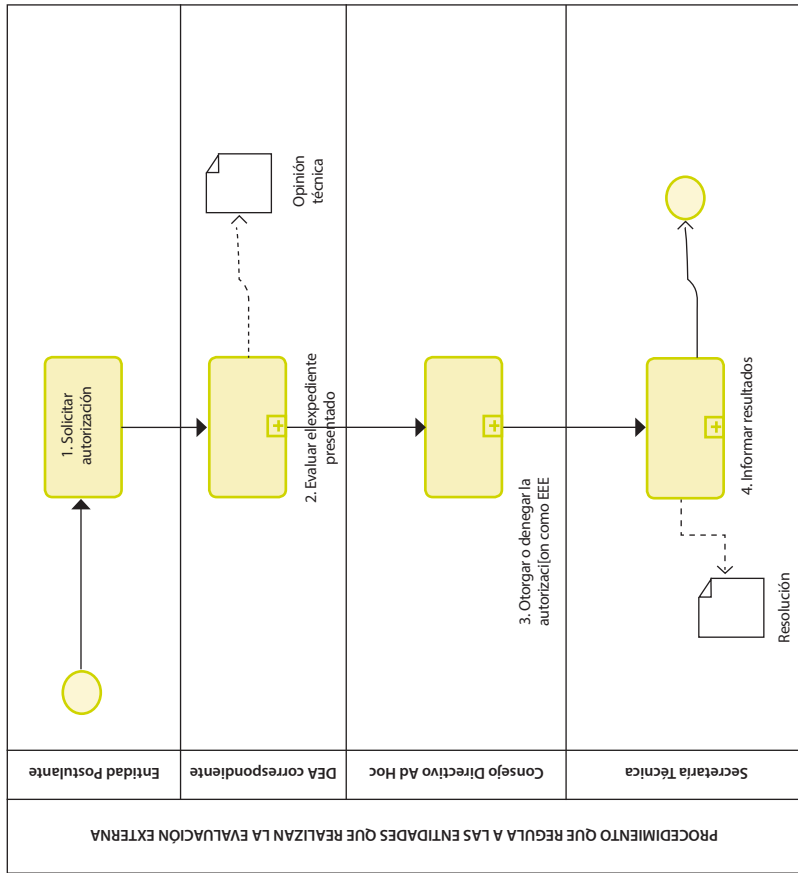 PROCEDIMIENTO QUE REGULA A LAS ENTIDADES QUE REALIZAN LA EVALUACIÓN EXTERNA
Entidad Postulante
1. Solicitar
autorización
DEA correspondiente
2. Evaluar elexpediente
presentado
Opinión
técnica
Consejo Directivo Ad Hoc
3. Otorgar o denegar la
autorizaci[on como EEE
Secretaría Técnica
4. Informar resultados
Resolución